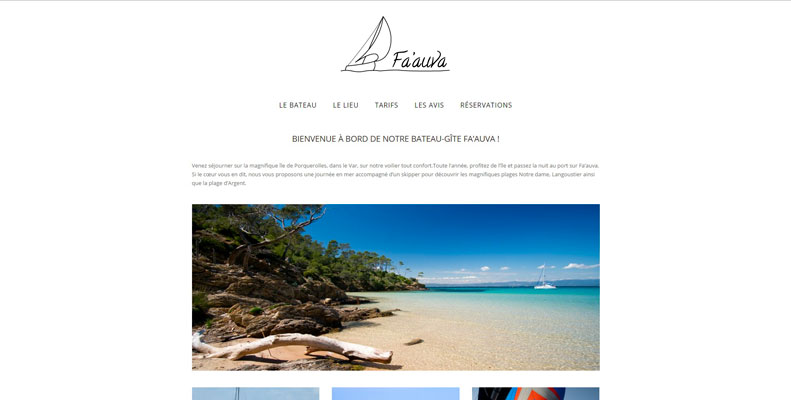 Fa'auva
LE BATEAU LE LIEU TARIFS LES AVIS RÉSERVATIONS
BIENVENUE À BORD DE NOTRE BATEAU-GÎTE FA'AUVA !
Venez séjourner sur la magnifique île de Porquerolles, dans le Var, sur notre voilier tout confort.Toute l'année, profitez de l'île et passez la nuit au port sur Fa'auva.
Si le cœur vous en dit, nous vous proposons une journée en mer accompagné d'un skipper pour découvrir les magnifiques plages Notre dame, Langoustier ainsi
que la plage d'Argent.